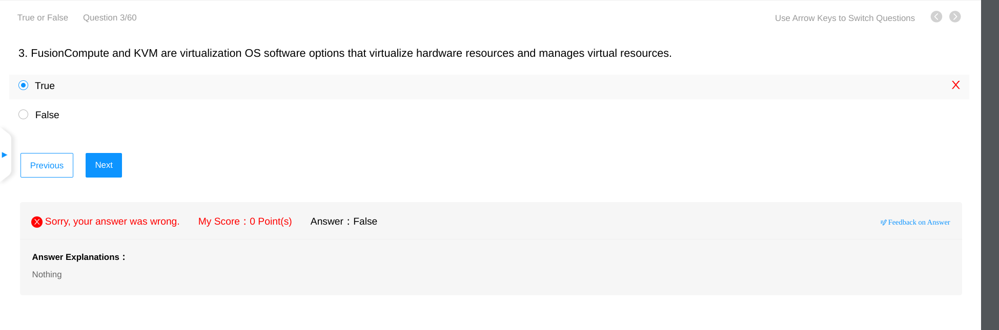 True or False Question 3/60 Use Arrow Keys to Switch Questions
3. FusionCompute and KVM are virtualization OS software options that virtualize hardware resources and manages virtual resources.
True X
False
Previous Next
X Sorry, your answer was wrong. My Score：0 Point(s) Answer：False Feedback on Answer
Answer Explanations：
Nothing